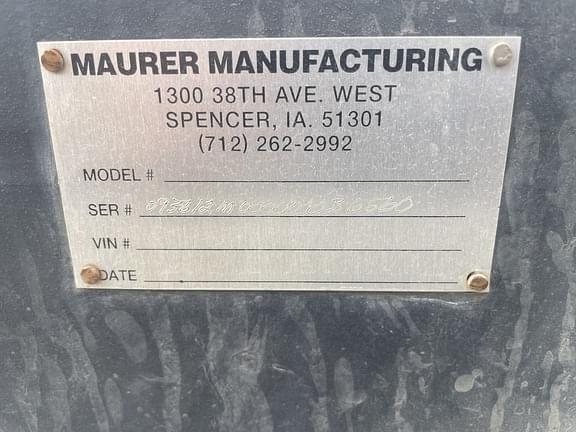 MAURER MANUFACTURING
1300 38TH AVE. WEST
SPENCER, IA. 51301
(712) 262-2992
MODEL #
SER #
VIN #
DATE